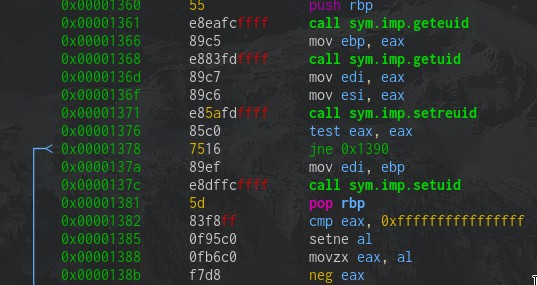 0x00001360 55 push rbp
0x00001361 e8eafcffff call sym.imp.geteuid
0x00001366 89c5 mov ebp, eax
0x00001368 e883fdffff call sym.imp.getuid
0x0000136d 89c7 mov edi, eax
0x0000136f 89c6 mov esi, eax
0x00001371 e85afdffff call sym.imp.setreuid
0x00001376 85c0 test eax, eax
0x00001378 7516 jne 0x1390
0x0000137a 89ef mov edi, ebp
0x0000137c e8dffcffff call sym.imp.setuid
0x00001381 5d pop rbp
0x00001382 83f8ff cmp eax, 0xffffffffffffffff
0x00001385 0f95c0 setne al
0x00001388 0fb6c0 movzx eax, al
0x0000138b f7d8 neg eax